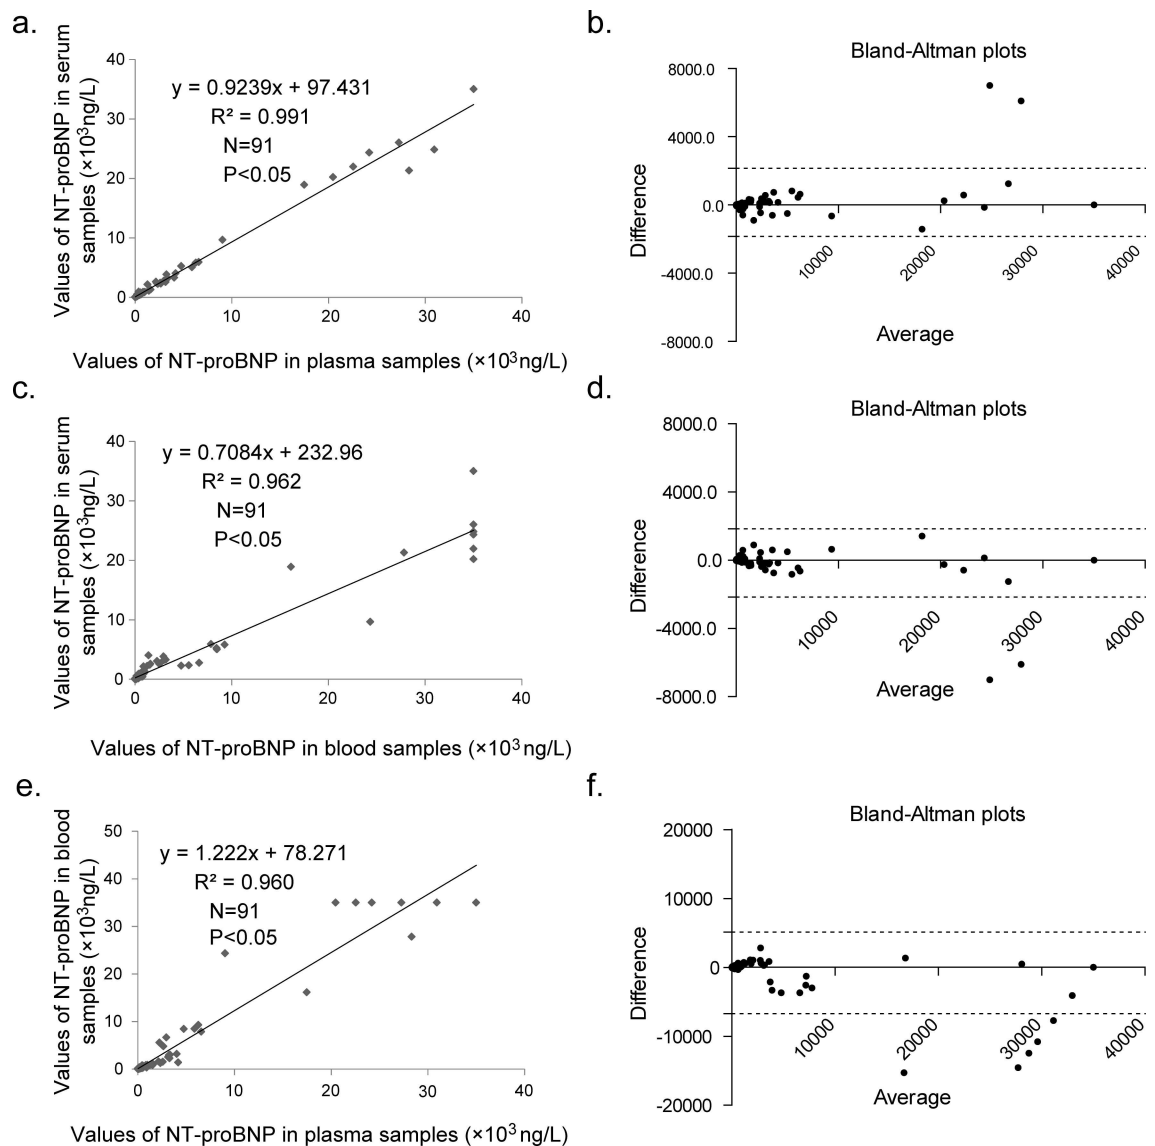 a.
Values of NT-proBNP in serum
samples (×10³ng/L)
40
30
20
10
0
y = 0.9239x + 97.431
R² = 0.991
N=91
P<0.05
0 10 20 30 40
Values of NT-proBNP in plasma samples (×10³ng/L)
b.
Bland-Altman plots
Difference
8000.0
4000.0
0.0
-4000.0
-8000.0
10000 20000 30000 40000
Average
c.
Values of NT-proBNP in serum
samples (×10³ng/L)
40
30
20
10
0
y = 0.7084x + 232.96
R² = 0.962
N=91
P<0.05
0 10 20 30 40
Values of NT-proBNP in blood samples (×10³ng/L)
d.
Bland-Altman plots
Difference
8000.0
4000.0
0.0
-4000.0
-8000.0
10000 20000 30000 40000
Average
e.
Values of NT-proBNP in blood
samples (×10³ng/L)
50
40
30
20
10
0
y = 1.222x + 78.271
R² = 0.960
N=91
P<0.05
0 10 20 30 40
Values of NT-proBNP in plasma samples (×10³ng/L)
f.
Bland-Altman plots
Difference
20000
10000
0
-10000
-20000
10000 20000 30000 40000
Average